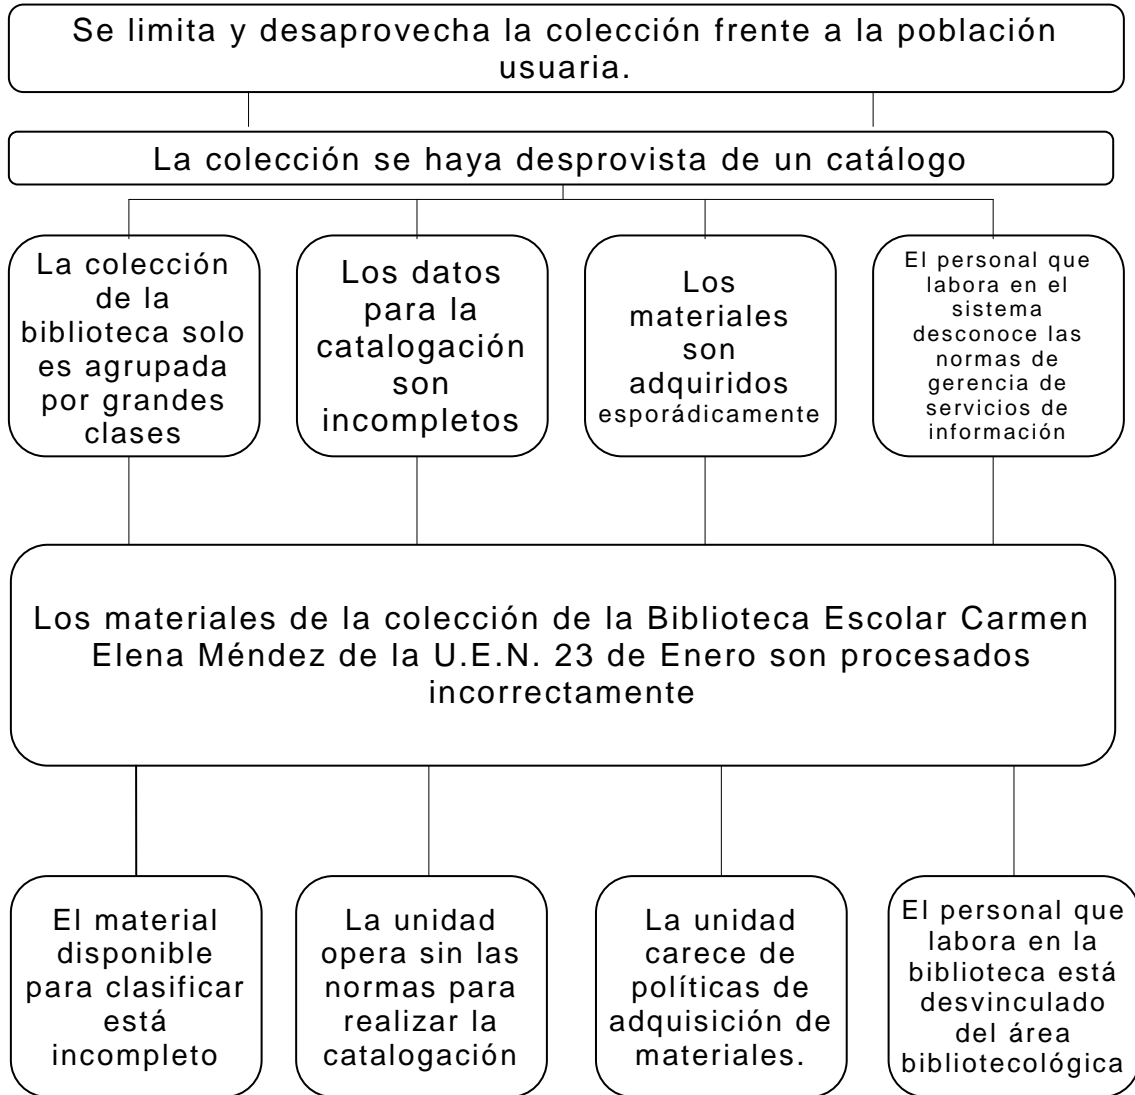 Se limita y desaprovecha la colección frente a la población
usuaria.
La colección se haya desprovista de un catálogo
La colección
de la
biblioteca solo
es agrupada
por grandes
clases
Los datos
para la
catalogación
son
incompletos
Los
materiales
son
adquiridos
esporádicamente
El personal que
labora en el
sistema
desconoce las
normas de
gerencia de
servicios de
información
Los materiales de la colección de la Biblioteca Escolar Carmen
Elena Méndez de la U.E.N. 23 de Enero son procesados
incorrectamente
El material
disponible
para clasificar
está
incompleto
La unidad
opera sin las
normas para
realizar la
catalogación
La unidad
carece de
políticas de
adquisición de
materiales.
El personal que
labora en la
biblioteca está
desvinculado
del área
bibliotecológica